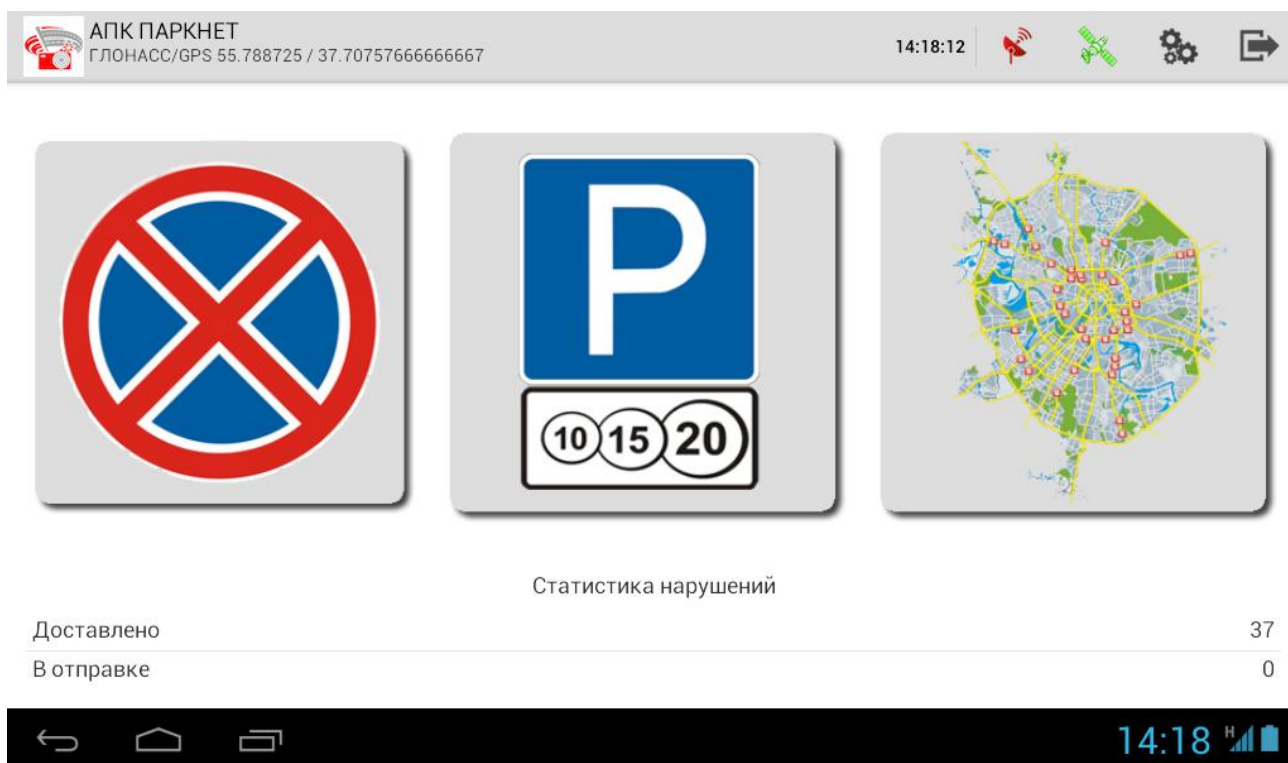 АПК ПАРКНЕТ
ГЛОНАСС/GPS 55.788725 / 37.70757666666667
14:18:12
P
10 15 20
Статистика нарушений
Доставлено 37
В отправке 0
14:18 H